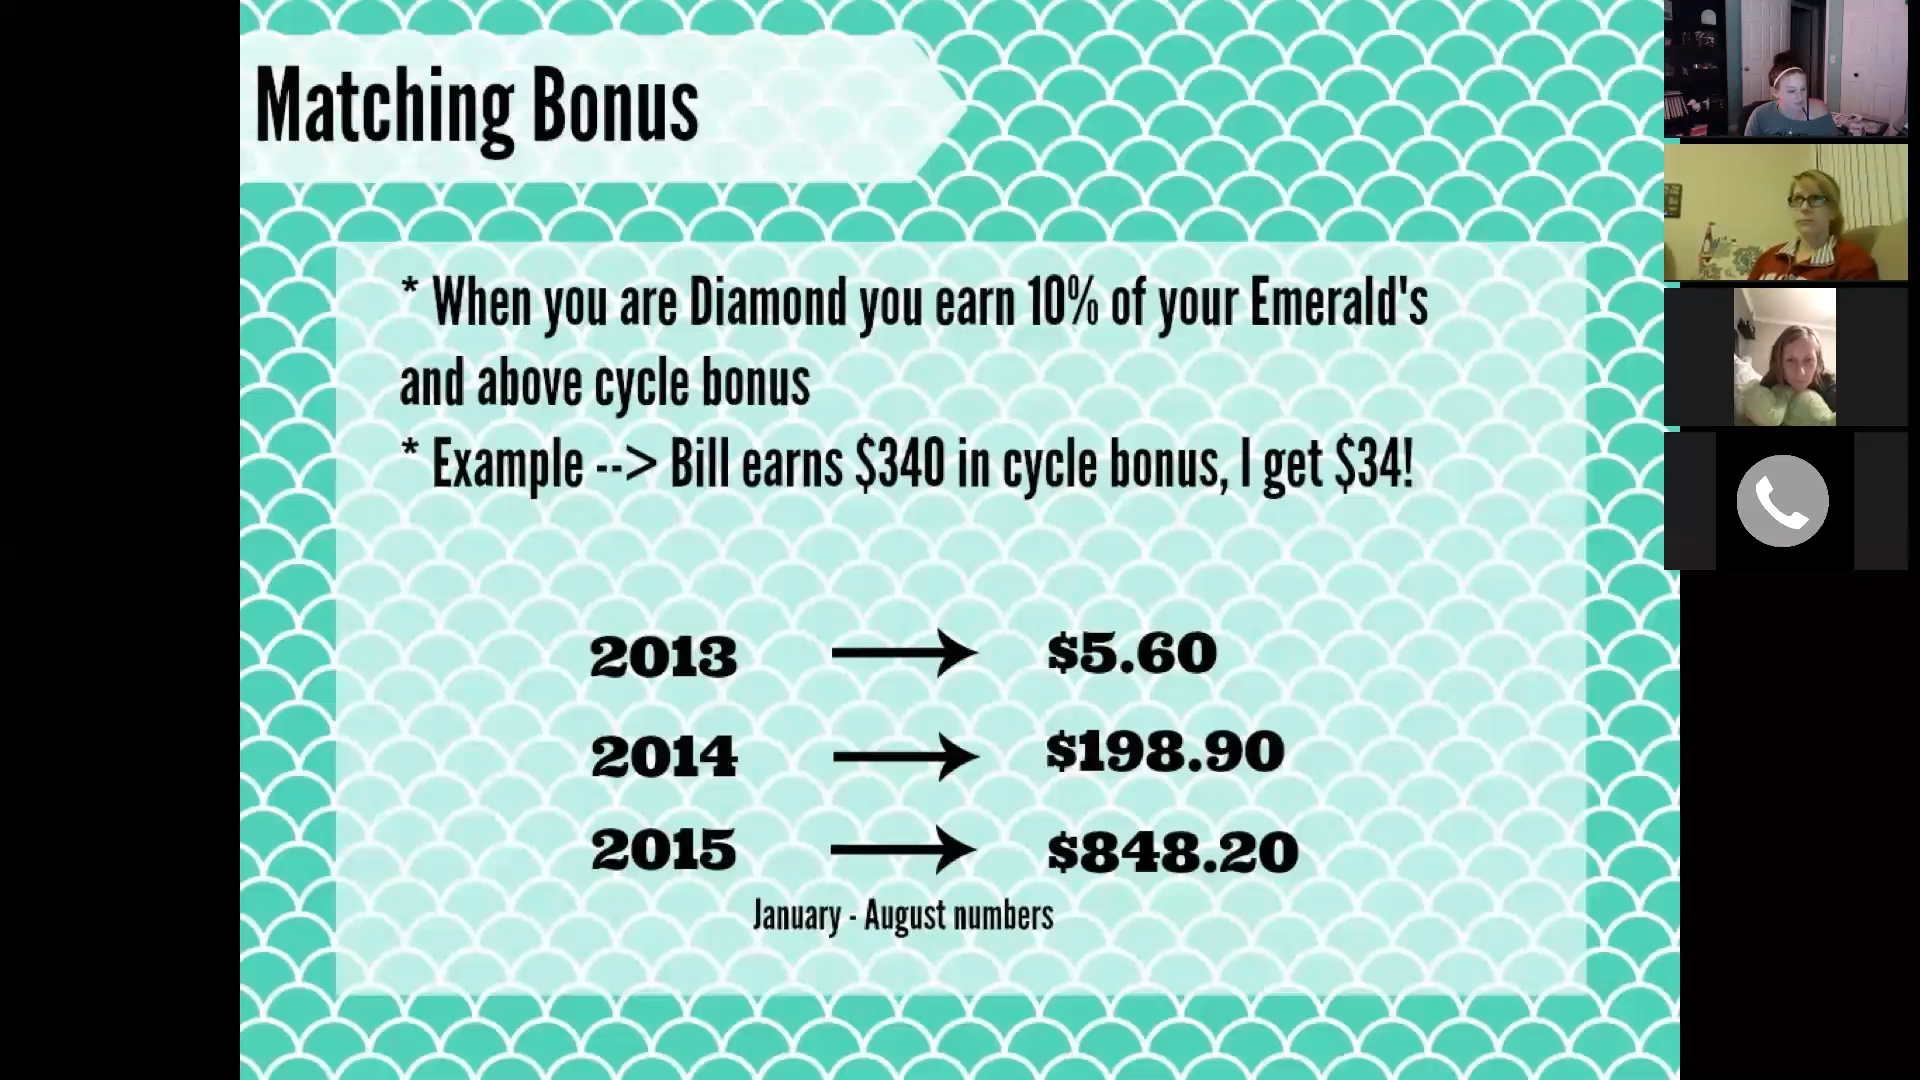 Matching Bonus
* When you are Diamond you earn 10% of your Emerald's
and above cycle bonus
* Example --> Bill earns $340 in cycle bonus, I get $34!
2013 $5.60
2014 $198.90
2015 $848.20
January - August numbers